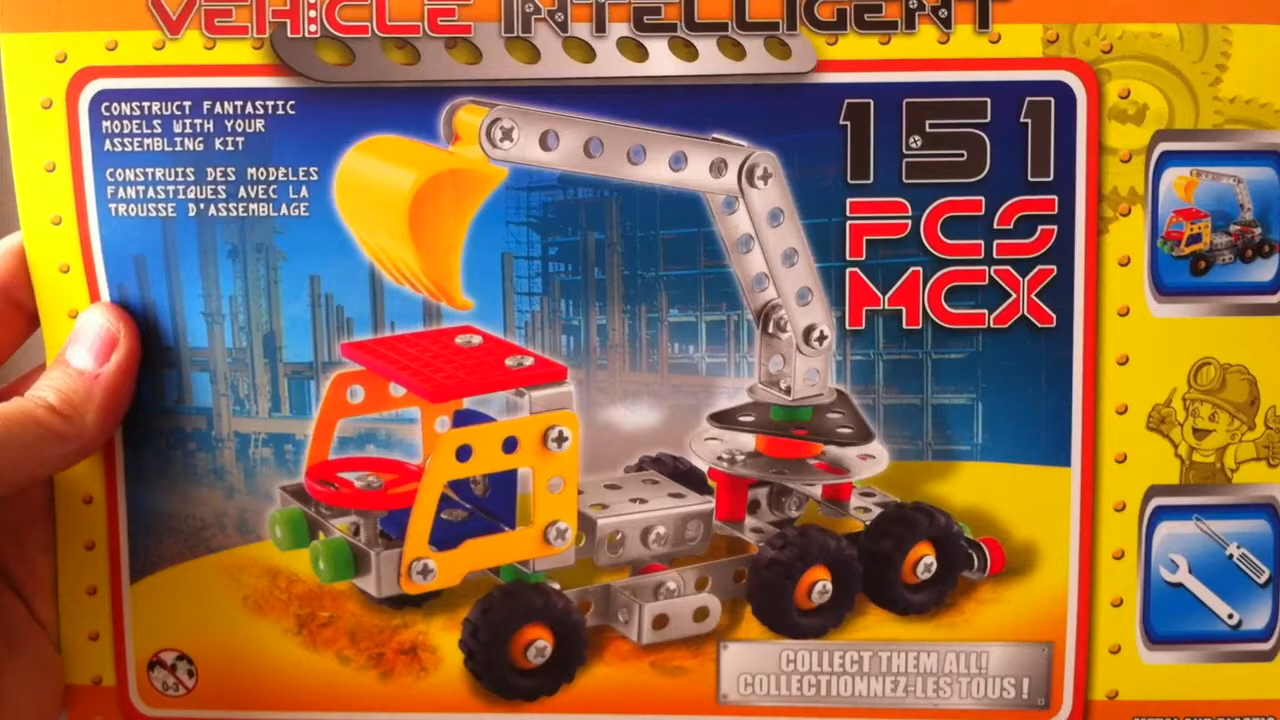 VEHICLE INTELLIGENT
CONSTRUCT FANTASTIC
MODELS WITH YOUR
ASSEMBLING KIT
CONSTRUIS DES MODÈLES
FANTASTIQUES AVEC LA
TROUSSE D'ASSEMBLAGE
151
PCS
MCX
0-3
COLLECT THEM ALL!
COLLECTIONNEZ-LES TOUS !